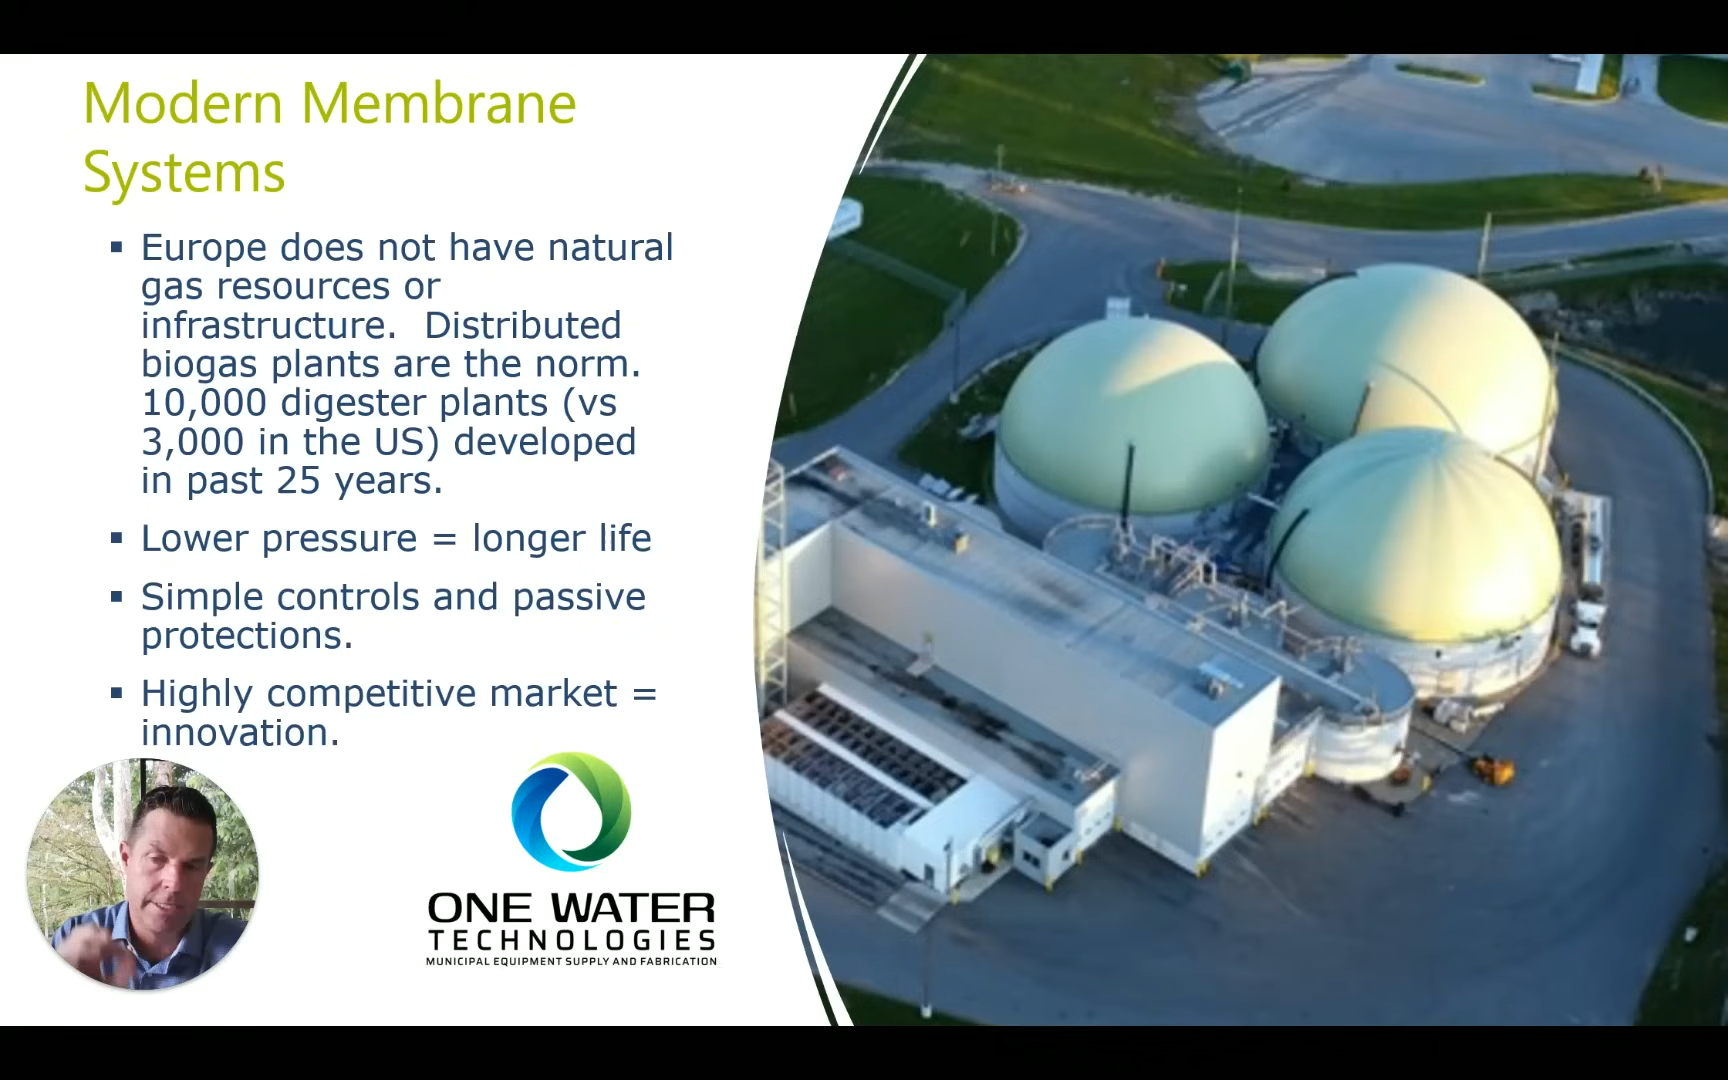 Modern Membrane
Systems
▪ Europe does not have natural
gas resources or
infrastructure.  Distributed
biogas plants are the norm.
10,000 digester plants (vs
3,000 in the US) developed
in past 25 years.
▪ Lower pressure = longer life
▪ Simple controls and passive
protections.
▪ Highly competitive market =
innovation.
ONE WATER
TECHNOLOGIES
MUNICIPAL EQUIPMENT SUPPLY AND FABRICATION